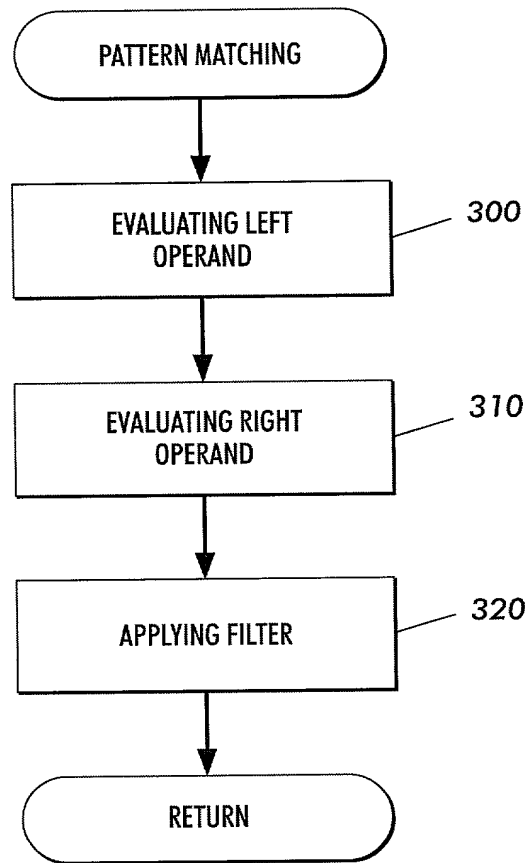 PATTERN MATCHING
EVALUATING LEFT
OPERAND
300
EVALUATING RIGHT
OPERAND
310
APPLYING FILTER
320
RETURN